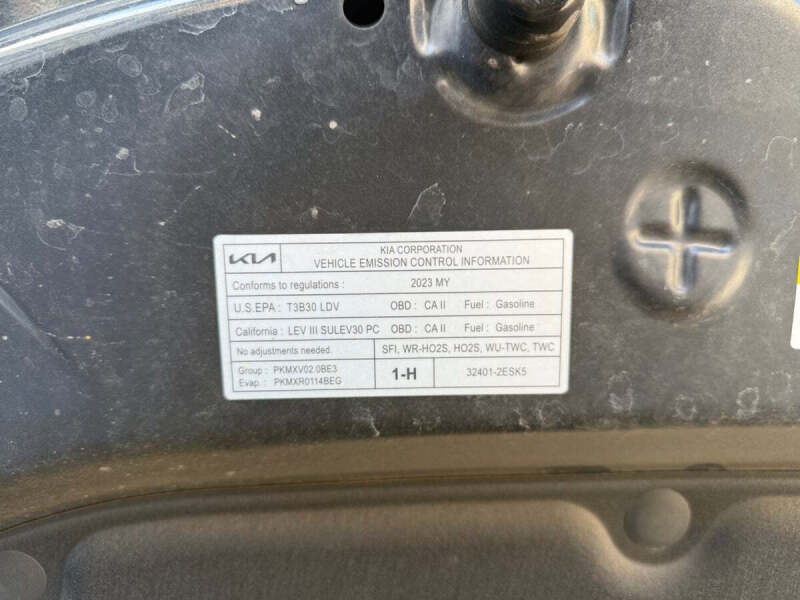 KIA
KIA CORPORATION
VEHICLE EMISSION CONTROL INFORMATION
Conforms to regulations : 2023 MY
U.S.EPA : T3B30 LDV OBD : CA II Fuel : Gasoline
California : LEV III SULEV30 PC OBD : CA II Fuel : Gasoline
No adjustments needed. SFI, WR-HO2S, HO2S, WU-TWC, TWC
Group : PKMXV02.0BE3
Evap. : PKMXR0114BEG
1-H
32401-2ESK5